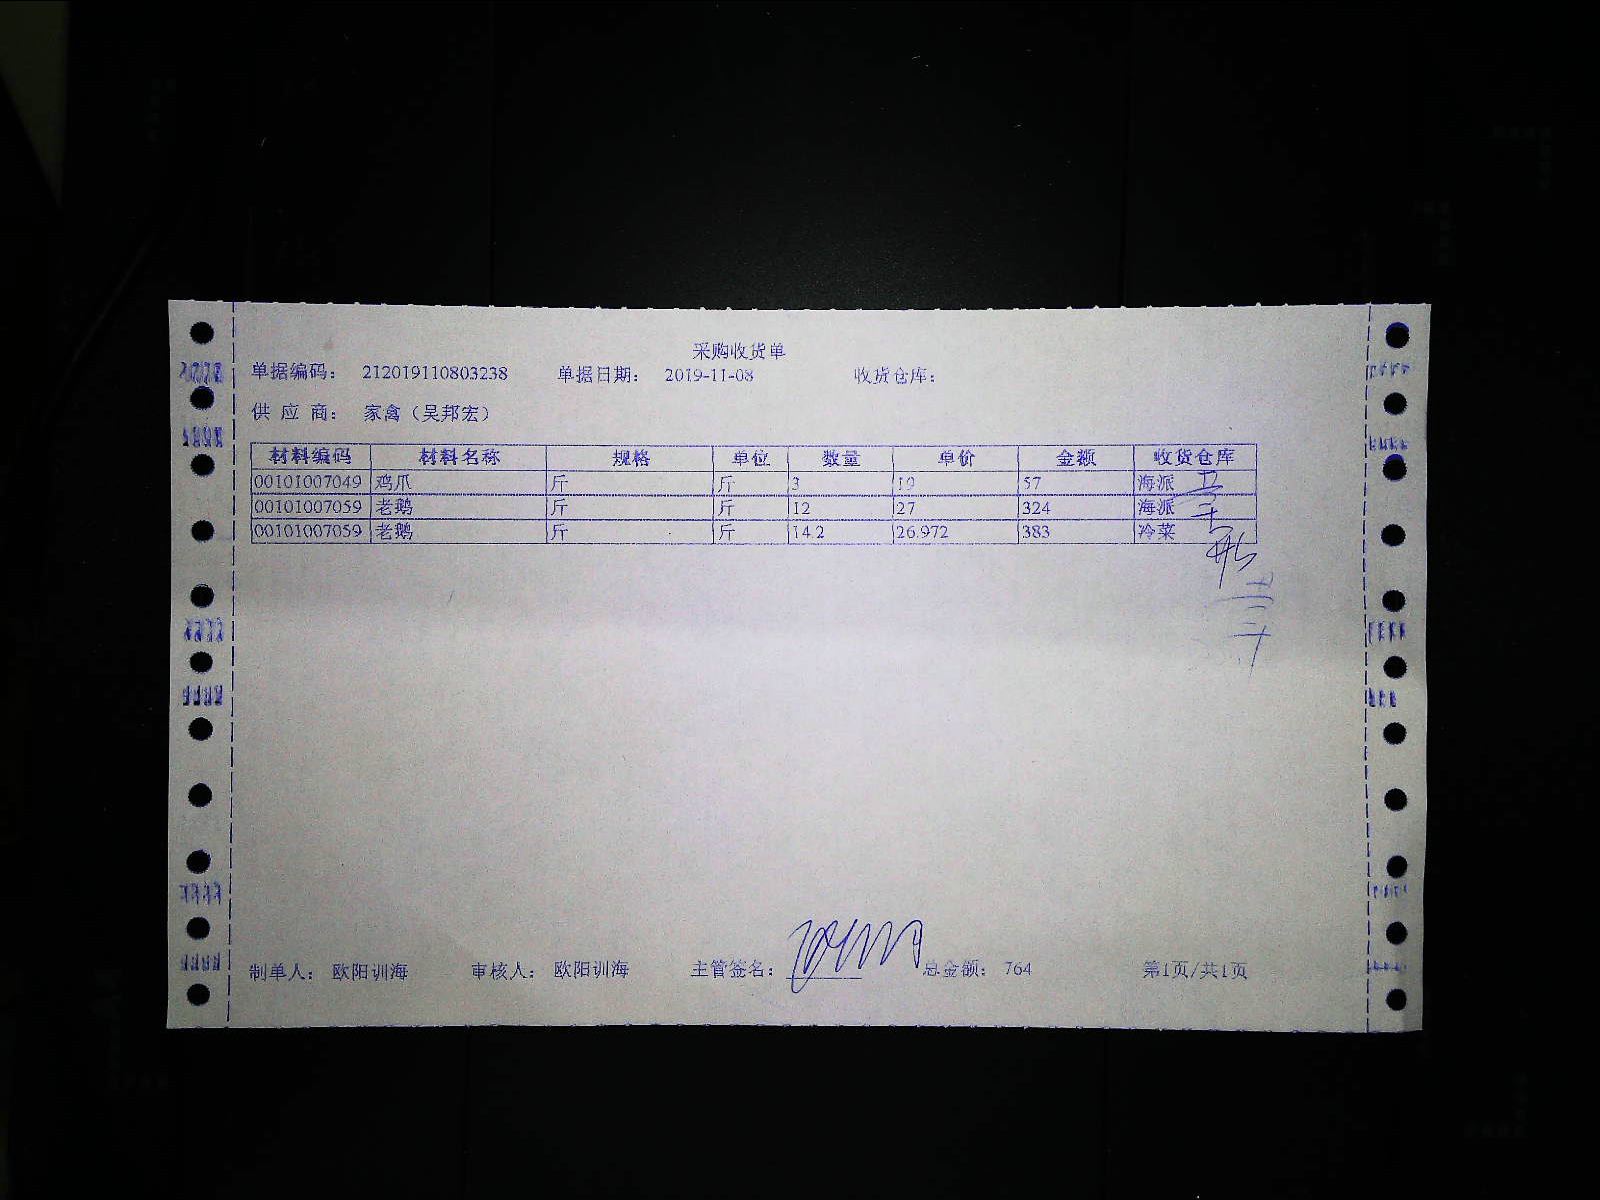 采购收货单
单据编码： 212019110803238 单据日期： 2019-11-08 收货仓库：
供 应 商： 家禽（吴邦宏）
材料编码 材料名称 规格 单位 数量 单价 金额 收货仓库
00101007049 鸡爪 斤 斤 3 19 57 海派
00101007059 老鹅 斤 斤 12 27 324 海派
00101007059 老鹅 斤 斤 14.2 26.972 383 冷菜
制单人： 欧阳训海 审核人： 欧阳训海 主管签名： 总金额： 764 第1页/共1页